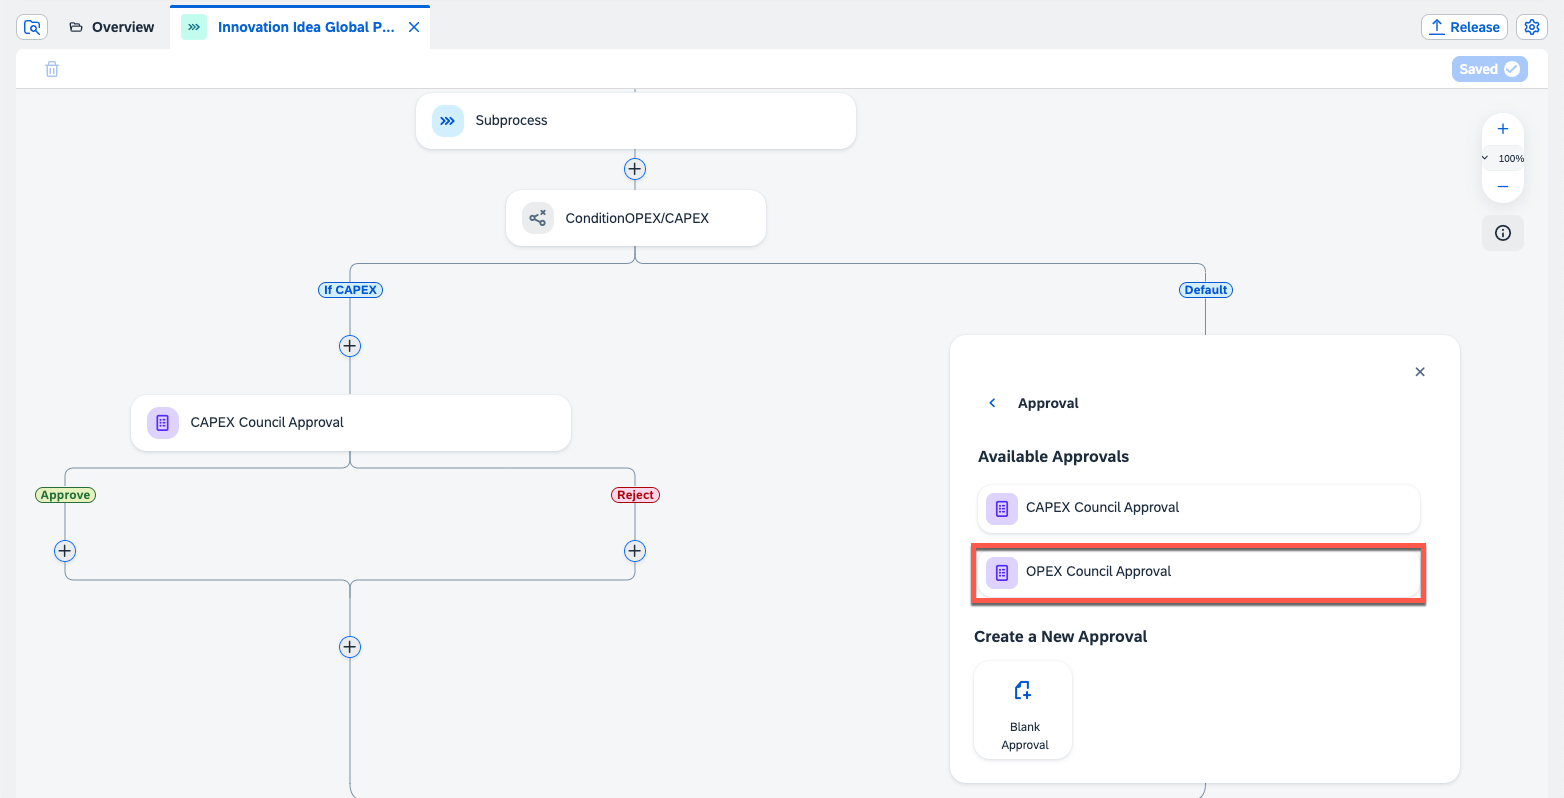 Overview
Innovation Idea Global P...
Release
Saved
Subprocess
100%
ConditionOPEX/CAPEX
If CAPEX
Default
Approval
CAPEX Council Approval
Available Approvals
Approve
Reject
CAPEX Council Approval
OPEX Council Approval
Create a New Approval
Blank
Approval